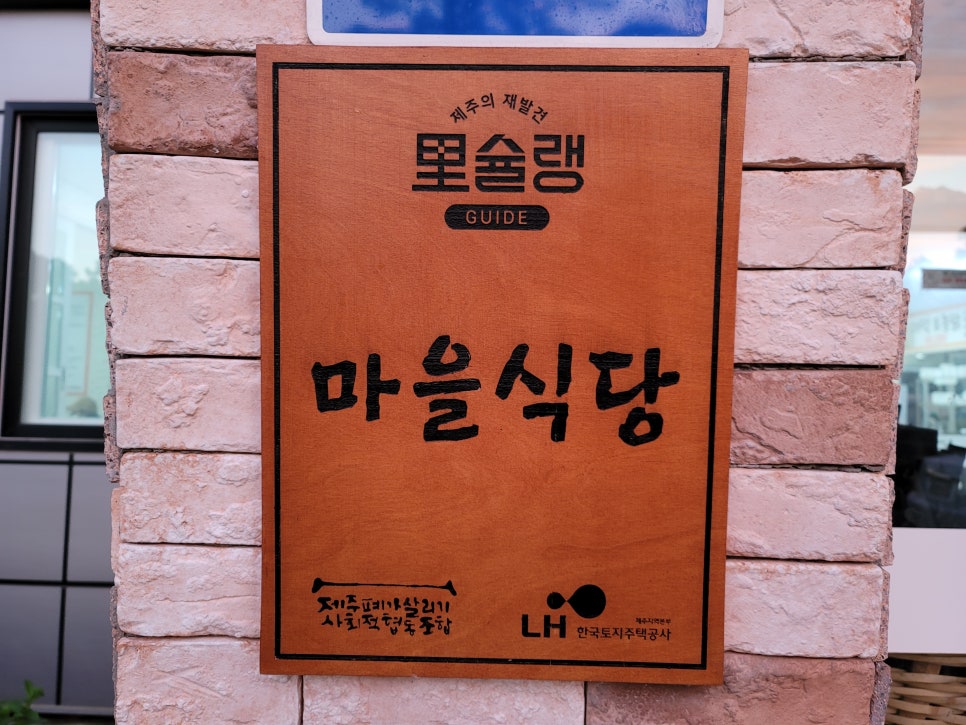 제주의 재발견
里슐랭
GUIDE
마을식당
제주폐가살리기
사회적협동조합
LH
제주지역본부
한국토지주택공사